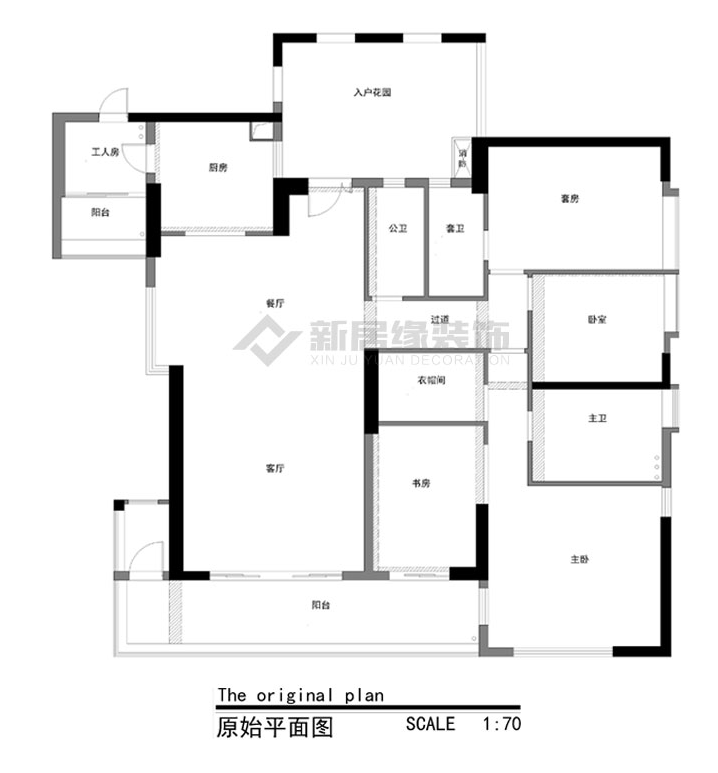 入户花园
工人房
厨房
消防
套房
阳台
公卫
套卫
餐厅
过道
卧室
新居缘装饰
XIN JU YUAN DECORATION
衣帽间
主卫
客厅
书房
主卧
阳台
The original plan
原始平面图 SCALE 1:70